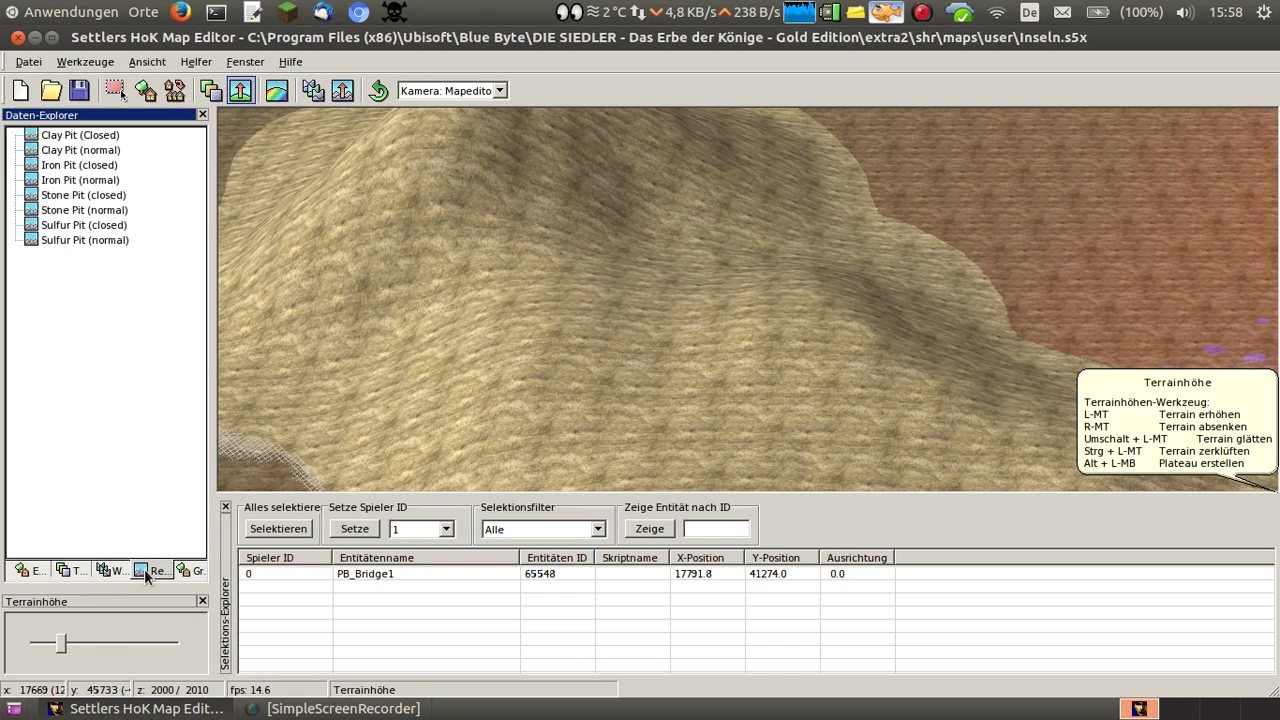 Anwendungen Orte 2 °C 4,8 KB/s 238 B/s De (100%) 15:58
Settlers HoK Map Editor - C:\Program Files (x86)\Ubisoft\Blue Byte\DIE SIEDLER - Das Erbe der Könige - Gold Edition\extra2\shr\maps\user\Inseln.s5x
Datei Werkzeuge Ansicht Helfer Fenster Hilfe
Kamera: Mapedito
Daten-Explorer
Clay Pit (Closed)
Clay Pit (normal)
Iron Pit (closed)
Iron Pit (normal)
Stone Pit (closed)
Stone Pit (normal)
Sulfur Pit (closed)
Sulfur Pit (normal)
Terrainhöhe
Terrainhöhen-Werkzeug:
L-MT Terrain erhöhen
R-MT Terrain absenken
Umschalt + L-MT Terrain glätten
Strg + L-MT Terrain zerklüften
Alt + L-MB Plateau erstellen
E... T... W... Re... Gr.
Terrainhöhe
Selektions-Explorer
Alles selektiere Setze Spieler ID Selektionsfilter Zeige Entität nach ID
Selektieren Setze 1 Alle Zeige
Spieler ID Entitätenname Entitäten ID Skriptname X-Position Y-Position Ausrichtung
0 PB_Bridge1 65548 17791.8 41274.0 0.0
x: 17669 (12 y: 45733 (- z: 2000 / 2010 fps: 14.6 Terrainhöhe
Settlers HoK Map Edit... [SimpleScreenRecorder]